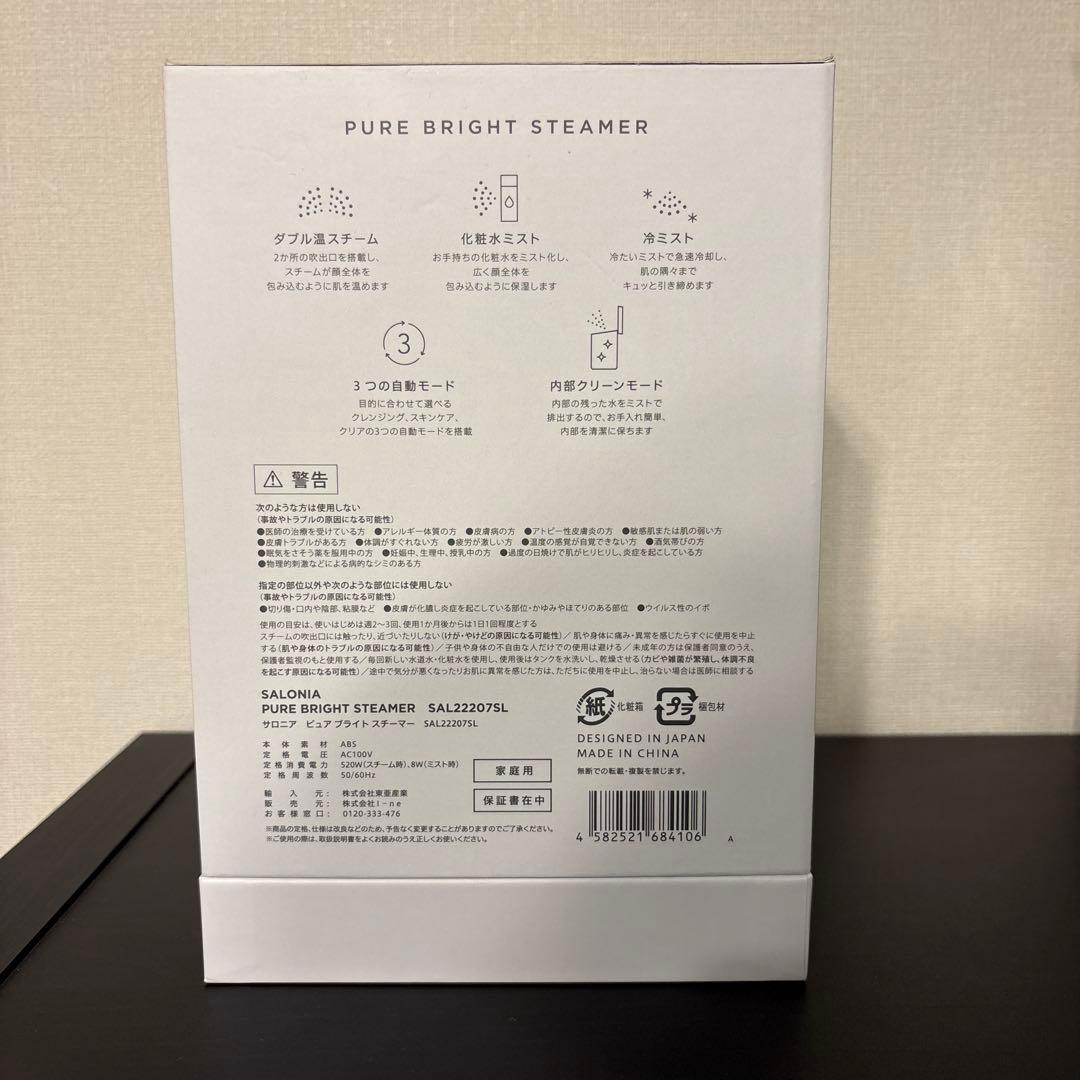 PURE BRIGHT STEAMER
ダブル温スチーム
2か所の吹出口を搭載し、
スチームが顔全体を
包み込むように肌を温めます
化粧水ミスト
お手持ちの化粧水をミスト化し、
広く顔全体を
包み込むように保湿します
冷ミスト
冷たいミストで急速冷却し、
肌の隅々まで
キュッと引き締めます
3
3つの自動モード
目的に合わせて選べる
クレンジング、スキンケア、
クリアの3つの自動モードを搭載
内部クリーンモード
内部の残った水をミストで
排出するので、お手入れ簡単、
内部を清潔に保ちます
警告
次のような方は使用しない
(事故やトラブルの原因になる可能性)
●医師の治療を受けている方 ●アレルギー体質の方 ●皮膚病の方 ●アトピー性皮膚炎の方 ●敏感肌または肌の弱い方
●皮膚トラブルがある方 ●体調がすぐれない方 ●疲労が激しい方 ●温度の感覚が自覚できない方 ●酒気帯びの方
●眠気をさそう薬を服用中の方 ●妊娠中、生理中、授乳中の方 ●過度の日焼けで肌がヒリヒリし、炎症を起こしている方
●物理的刺激などによる病的なシミのある方
指定の部位以外や次のような部位には使用しない
(事故やトラブルの原因になる可能性)
●切り傷・口内や陰部、粘膜など ●皮膚が化膿し炎症を起こしている部位・かゆみやほてりのある部位 ●ウイルス性のイボ
使用の目安は、使いはじめは週2〜3回、使用1か月後からは1日1回程度とする
スチームの吹出口には触ったり、近づいたりしない(けが・やけどの原因になる可能性)/肌や身体に痛み・異常を感じたらすぐに使用を中止
する(肌や身体のトラブルの原因になる可能性)/子供や身体の不自由な人だけでの使用は避ける/未成年の方は保護者同意のうえ、
保護者監視のもと使用する/毎回新しい水道水・化粧水を使用し、使用後はタンクを水洗いし、乾燥させる(カビや雑菌が繁殖し、体調不良
を起こす原因になる可能性)/途中で気分が悪くなったりお肌に異常を感じた方は、ただちに使用を中止し、治らない場合は医師に相談する
SALONIA
PURE BRIGHT STEAMER SAL22207SL
サロニア ピュア ブライト スチーマー SAL22207SL
本体素材 ABS
定格電圧 AC100V
定格消費電力 520W(スチーム時)、8W(ミスト時)
定格周波数 50/60Hz
輸入元: 株式会社東亜産業
販売元: 株式会社I-ne
お客様窓口: 0120-333-476
家庭用
保証書在中
※商品の定格、仕様は改良などのため、予告なく変更することがありますのでご了承ください。
※ご使用の際は、取扱説明書をよくお読みのうえ正しくお使いください。
紙 化粧箱 プラ 梱包材
DESIGNED IN JAPAN
MADE IN CHINA
無断での転載・複製を禁じます。
4 582521 684106 A